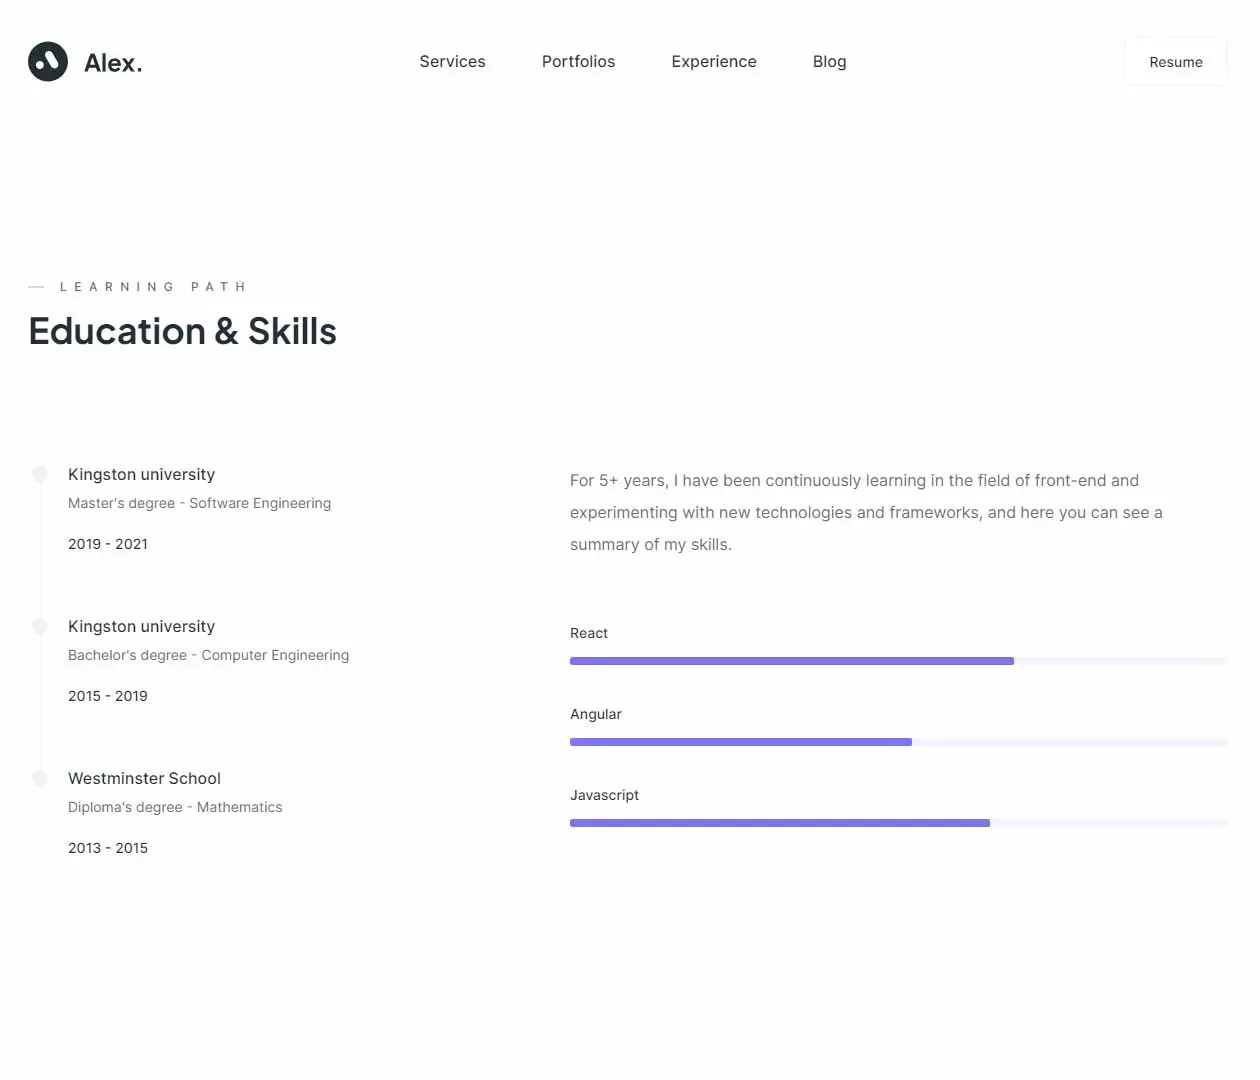 Alex.
Services
Portfolios
Experience
Blog
Resume
— LEARNING PATH
Education & Skills
Kingston university
Master's degree - Software Engineering
2019 - 2021
Kingston university
Bachelor's degree - Computer Engineering
2015 - 2019
Westminster School
Diploma's degree - Mathematics
2013 - 2015
For 5+ years, I have been continuously learning in the field of front-end and
experimenting with new technologies and frameworks, and here you can see a
summary of my skills.
React
Angular
Javascript